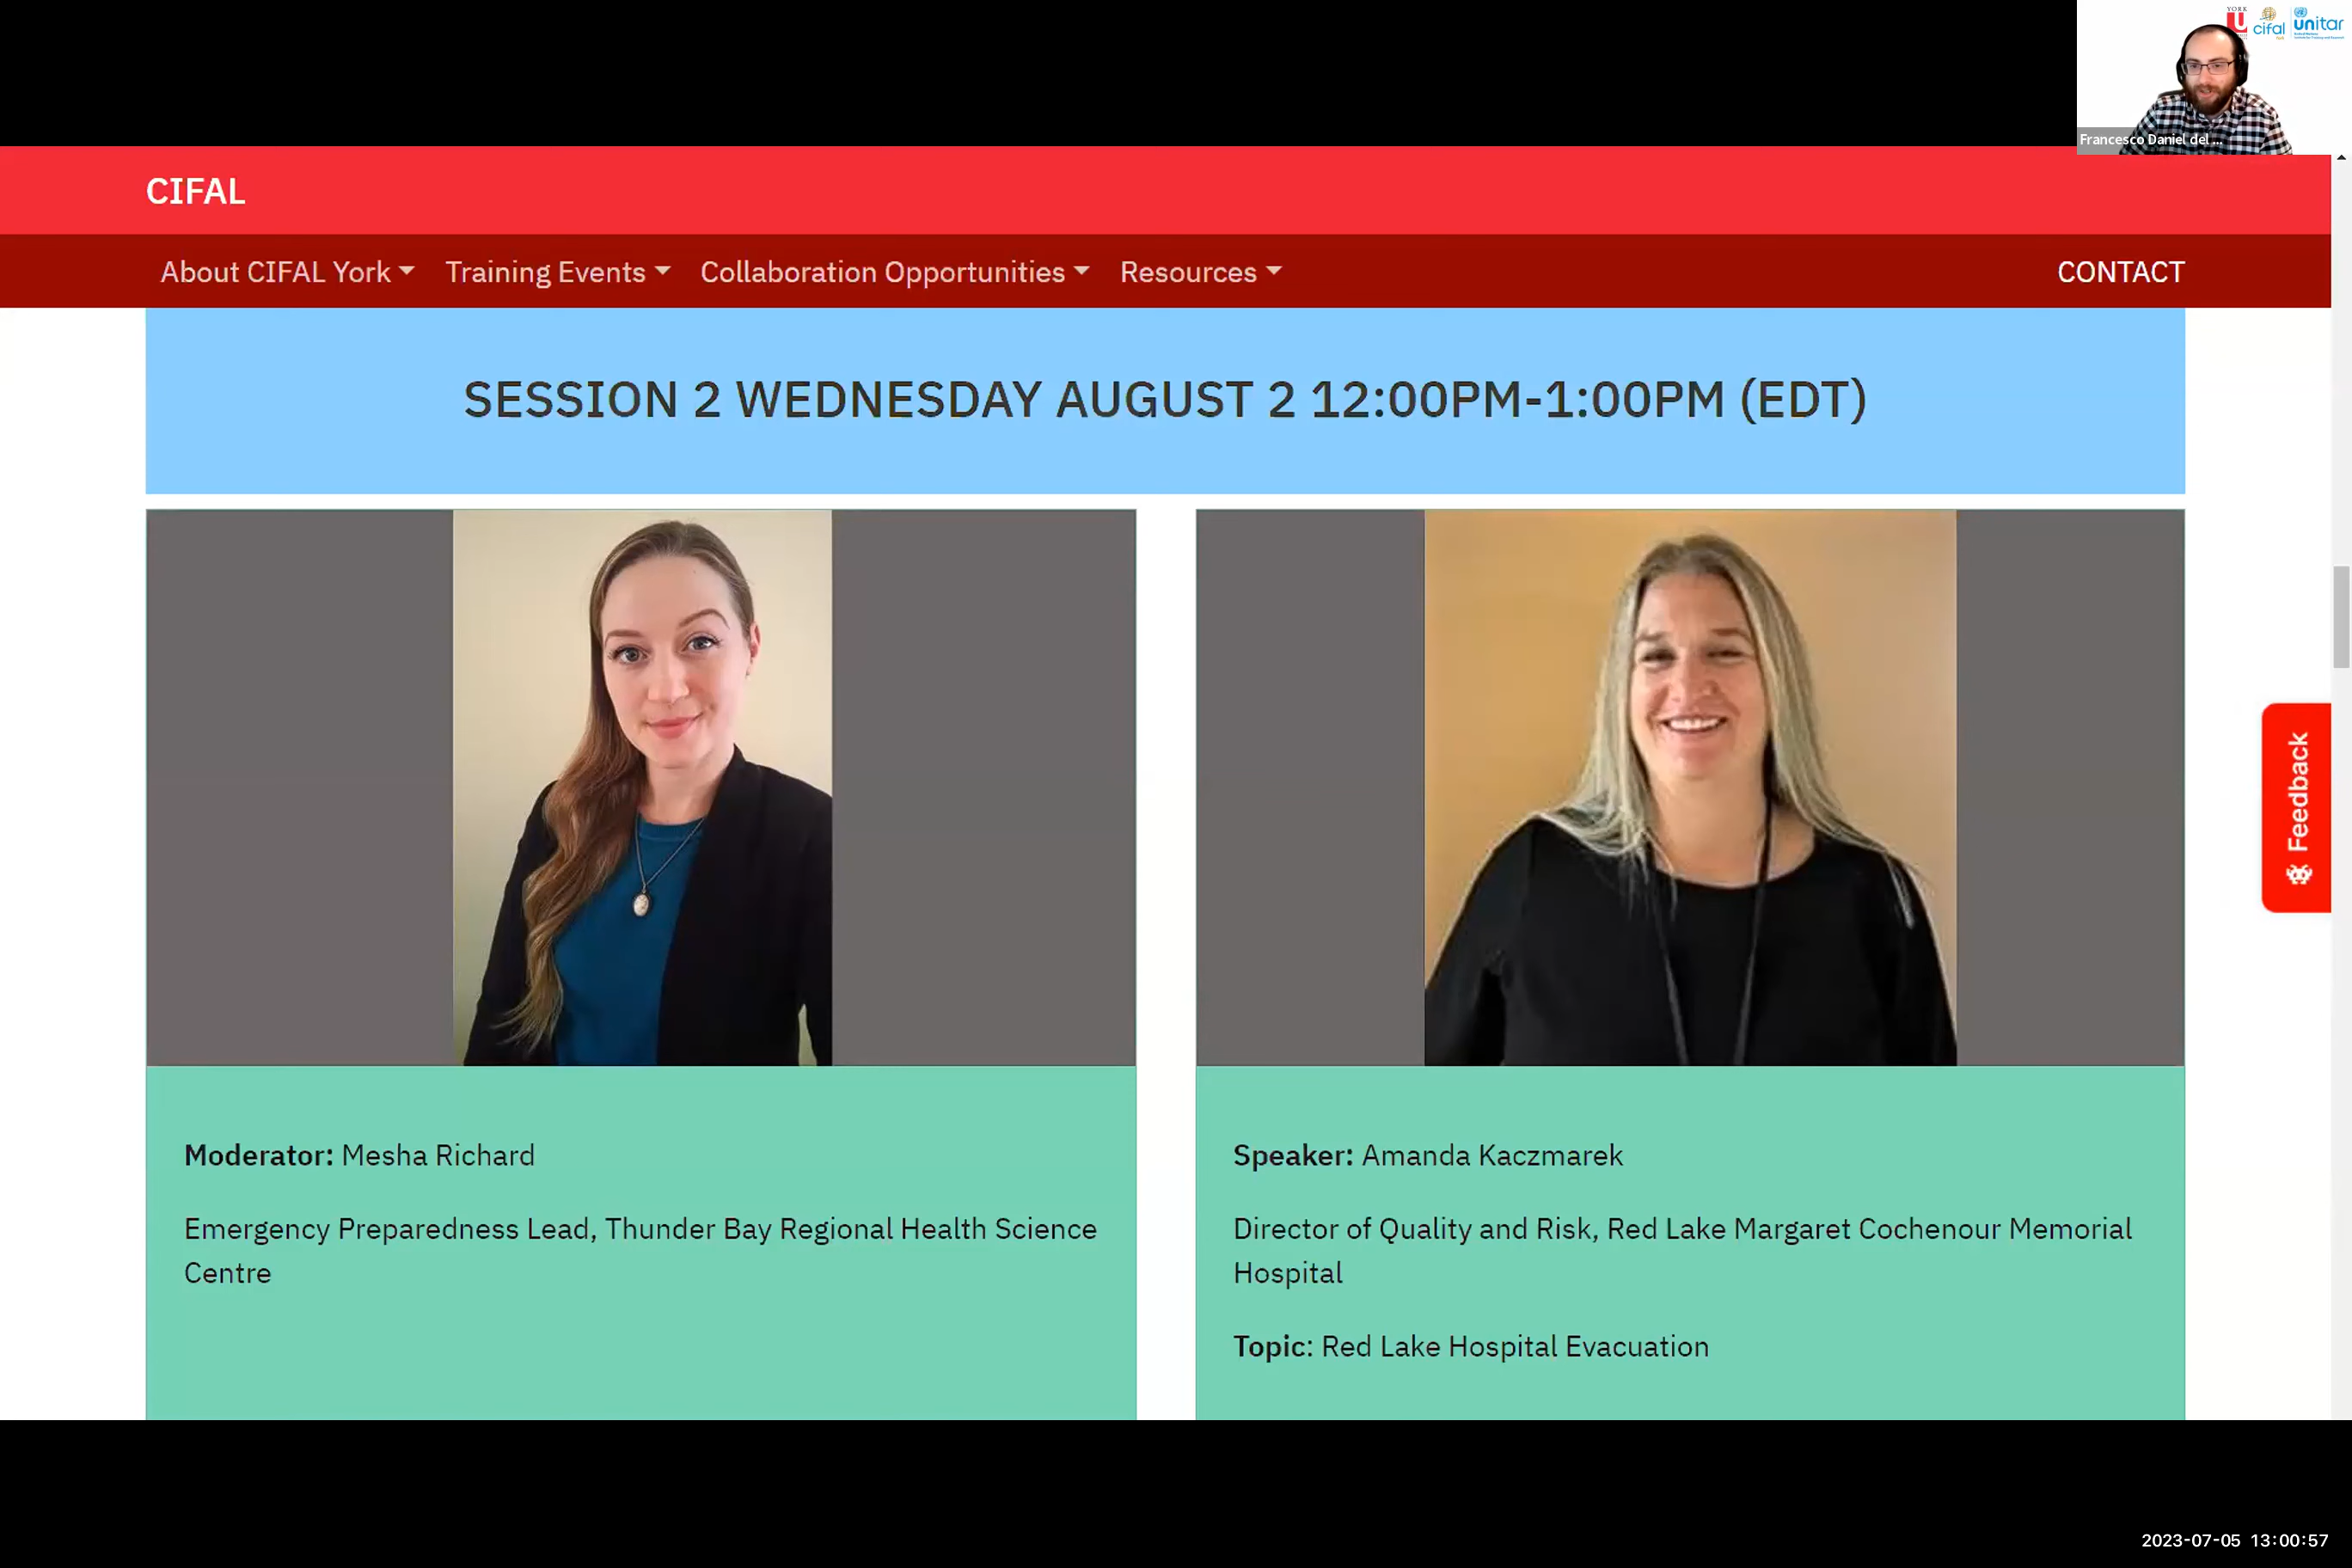 YORK
U
cifal
unitar
Francesco Daniel del ...
CIFAL
About CIFAL York
Training Events
Collaboration Opportunities
Resources
CONTACT
SESSION 2 WEDNESDAY AUGUST 2 12:00PM-1:00PM (EDT)
Feedback
Moderator: Mesha Richard
Emergency Preparedness Lead, Thunder Bay Regional Health Science
Centre
Speaker: Amanda Kaczmarek
Director of Quality and Risk, Red Lake Margaret Cochenour Memorial
Hospital
Topic: Red Lake Hospital Evacuation
2023-07-05 13:00:57